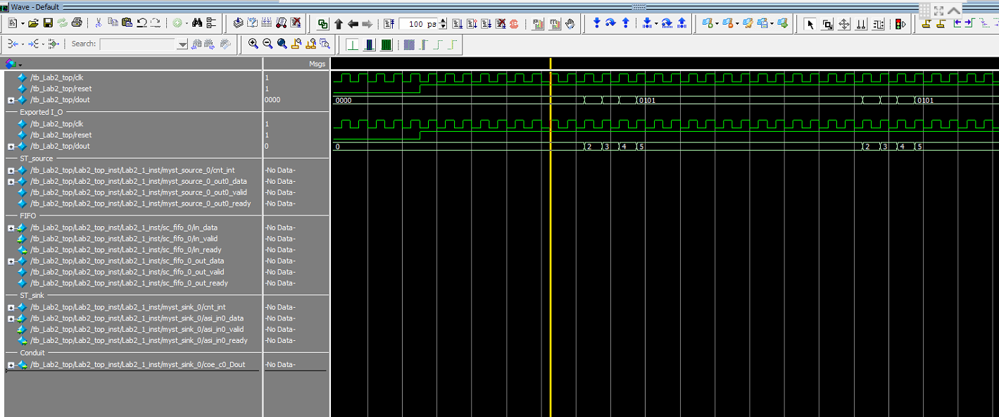 Wave - Default
100 ps
Search:
Msgs
/tb_Lab2_top/clk 1
/tb_Lab2_top/reset 1
/tb_Lab2_top/dout 0000 0000 0101 0101
Exported I_O
/tb_Lab2_top/clk 1
/tb_Lab2_top/reset 1
/tb_Lab2_top/dout 0 0 2 3 4 5 2 3 4 5
ST_source
/tb_Lab2_top/Lab2_top_inst/Lab2_1_inst/myst_source_0/cnt_int -No Data-
/tb_Lab2_top/Lab2_top_inst/Lab2_1_inst/myst_source_0_out0_data -No Data-
/tb_Lab2_top/Lab2_top_inst/Lab2_1_inst/myst_source_0_out0_valid -No Data-
/tb_Lab2_top/Lab2_top_inst/Lab2_1_inst/myst_source_0_out0_ready -No Data-
FIFO
/tb_Lab2_top/Lab2_top_inst/Lab2_1_inst/sc_fifo_0/in_data -No Data-
/tb_Lab2_top/Lab2_top_inst/Lab2_1_inst/sc_fifo_0/in_valid -No Data-
/tb_Lab2_top/Lab2_top_inst/Lab2_1_inst/sc_fifo_0/in_ready -No Data-
/tb_Lab2_top/Lab2_top_inst/Lab2_1_inst/sc_fifo_0_out_data -No Data-
/tb_Lab2_top/Lab2_top_inst/Lab2_1_inst/sc_fifo_0_out_valid -No Data-
/tb_Lab2_top/Lab2_top_inst/Lab2_1_inst/sc_fifo_0_out_ready -No Data-
ST_sink
/tb_Lab2_top/Lab2_top_inst/Lab2_1_inst/myst_sink_0/cnt_int -No Data-
/tb_Lab2_top/Lab2_top_inst/Lab2_1_inst/myst_sink_0/asi_in0_data -No Data-
/tb_Lab2_top/Lab2_top_inst/Lab2_1_inst/myst_sink_0/asi_in0_valid -No Data-
/tb_Lab2_top/Lab2_top_inst/Lab2_1_inst/myst_sink_0/asi_in0_ready -No Data-
Conduit
/tb_Lab2_top/Lab2_top_inst/Lab2_1_inst/myst_sink_0/coe_c0_Dout -No Data-